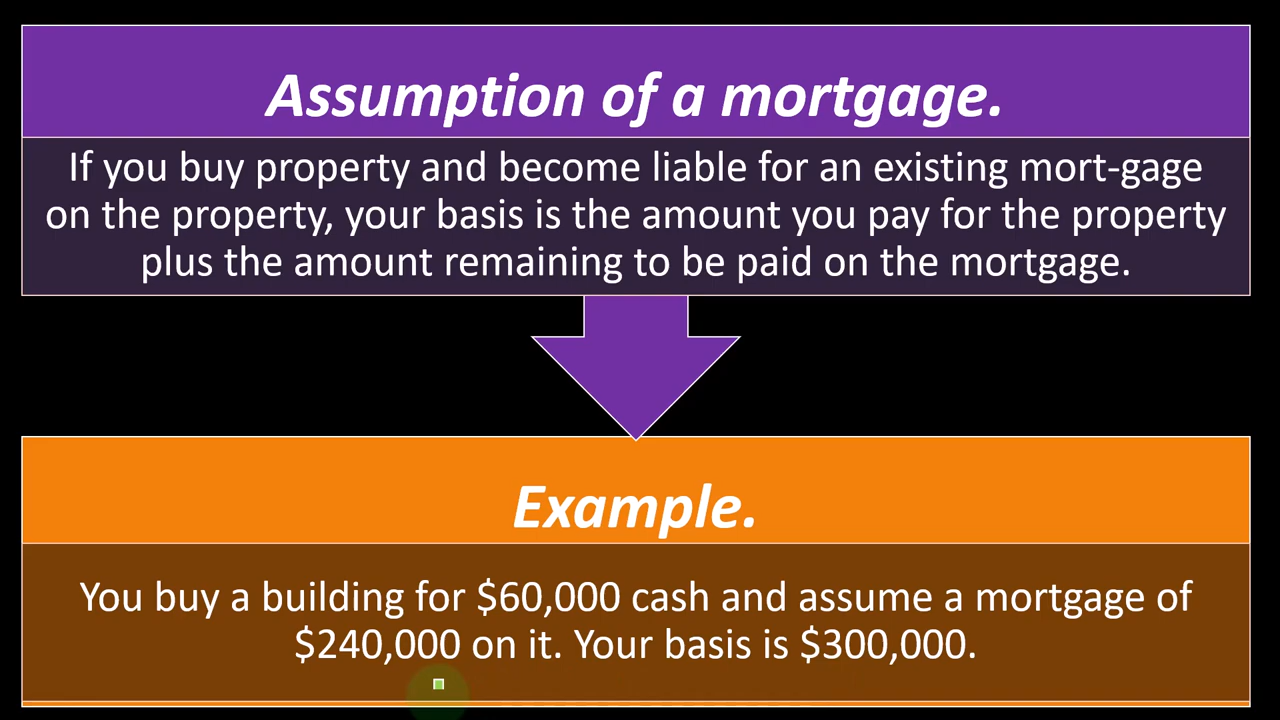 Assumption of a mortgage.
If you buy property and become liable for an existing mort-gage
on the property, your basis is the amount you pay for the property
plus the amount remaining to be paid on the mortgage.
Example.
You buy a building for $60,000 cash and assume a mortgage of
$240,000 on it. Your basis is $300,000.